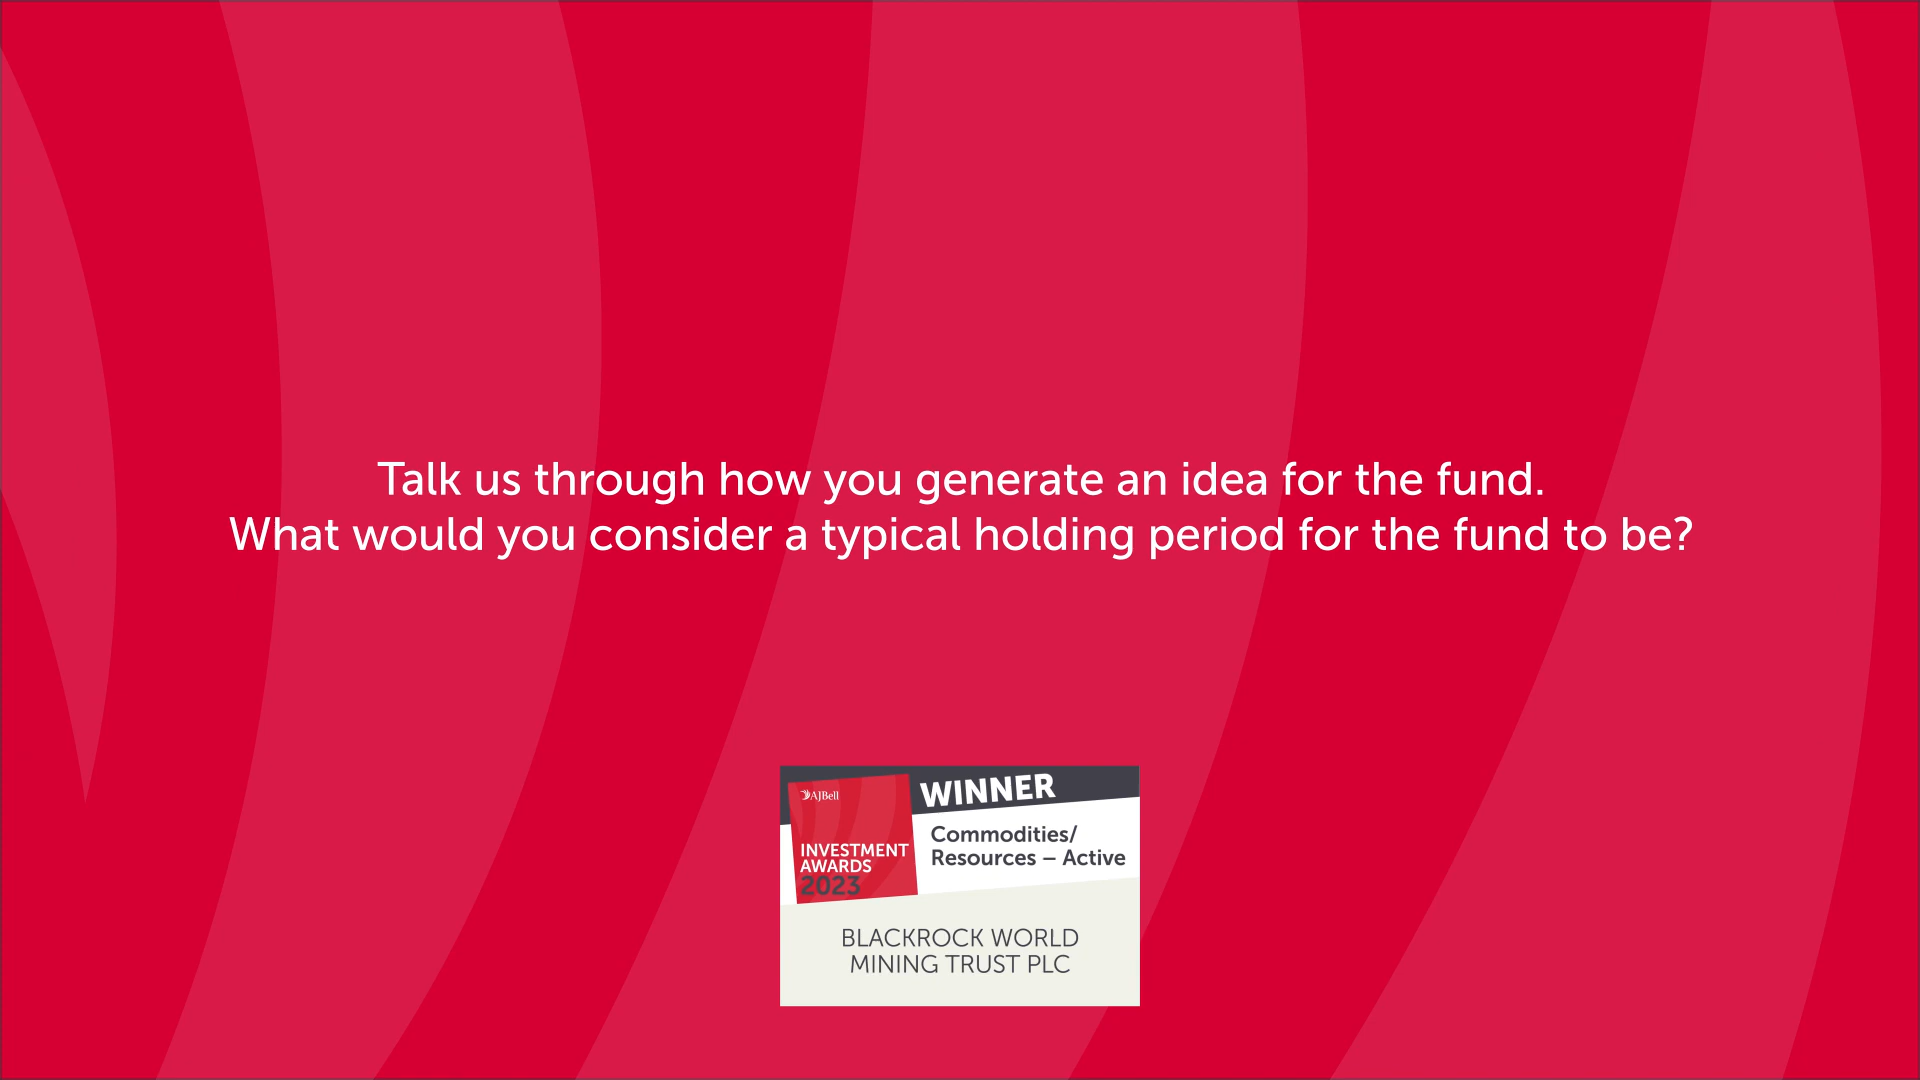 Talk us through how you generate an idea for the fund.
What would you consider a typical holding period for the fund to be?
AJBell
INVESTMENT
AWARDS
2023
WINNER
Commodities/
Resources – Active
BLACKROCK WORLD
MINING TRUST PLC